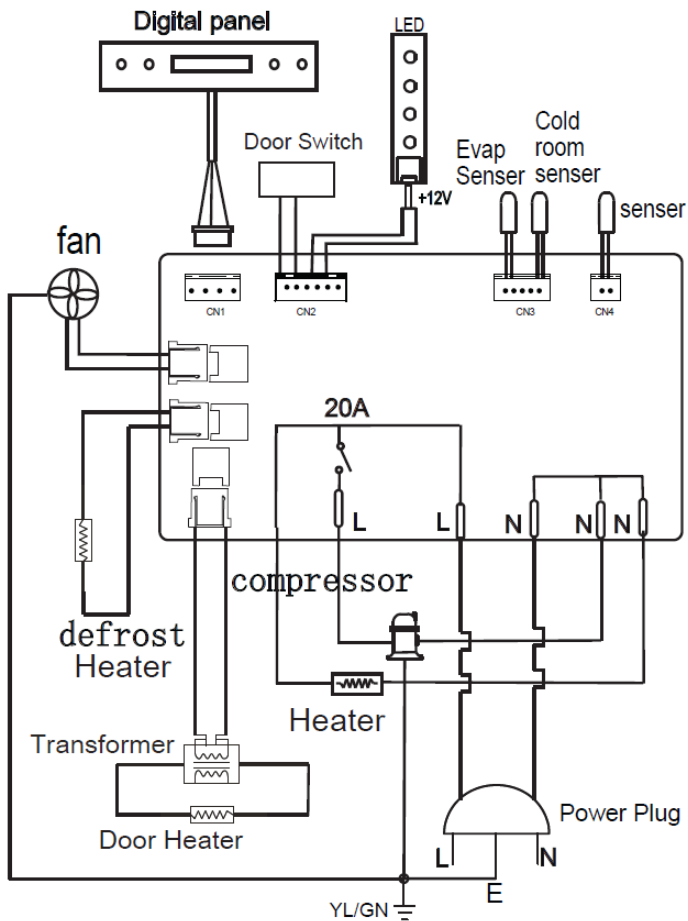 Digital panel
LED
Door Switch
+12V
Evap
Senser
Cold
room
senser
senser
fan
CN1
CN2
CN3
CN4
20A
L
L
N
N
N
compressor
defrost
Heater
Heater
Transformer
Door Heater
Power Plug
L
N
E
YL/GN